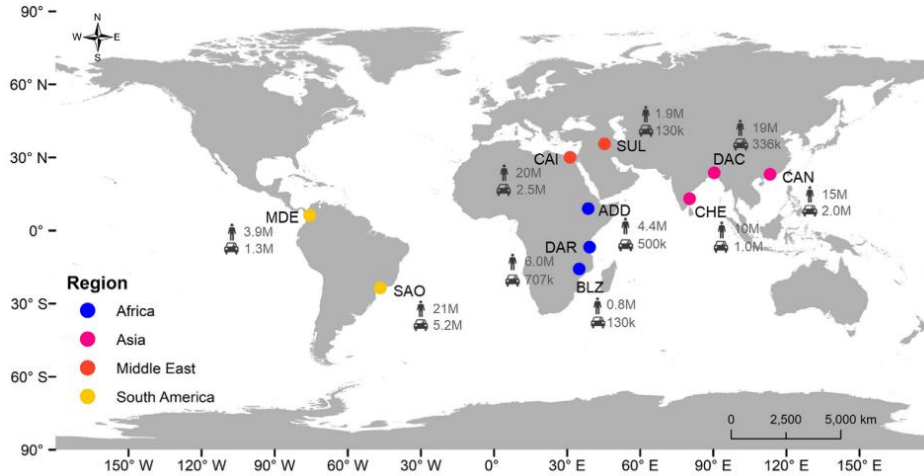 90°
N
W E
S
60° N
1.9M
130k
19M
336k
30° N
CAI
SUL
DAC
CAN
20M
2.5M
15M
2.0M
MDE
ADD
CHE
3.9M
1.3M
0°
4.4M
500k
10M
1.0M
DAR
6.0M
707k
BLZ
Region
SAO
0.8M
130k
21M
5.2M
30° S
Africa
Asia
Middle East
South America
60° S
0 2,500 5,000 km
90°
150° W 120° W 90° W 60° W 30° W 0° 30° E 60° E 90° E 120° E 150° E